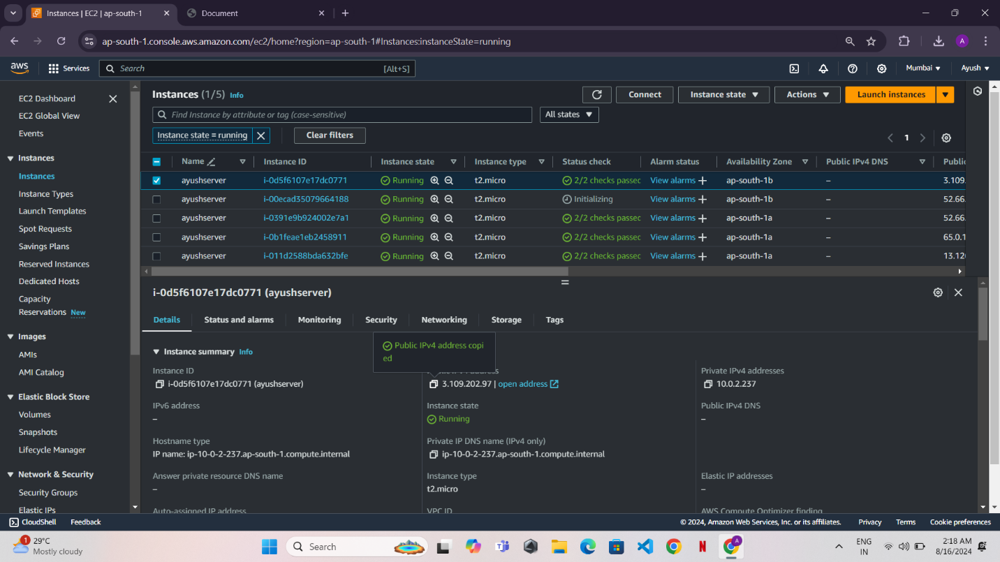 Instances | EC2 | ap-south-1
Document
ap-south-1.console.aws.amazon.com/ec2/home?region=ap-south-1#Instances:instanceState=running
A
aws
Services
Search
[Alt+S]
Mumbai
Ayush
EC2 Dashboard
EC2 Global View
Events
Instances
Instances
Instance Types
Launch Templates
Spot Requests
Savings Plans
Reserved Instances
Dedicated Hosts
Capacity
Reservations New
Images
AMIs
AMI Catalog
Elastic Block Store
Volumes
Snapshots
Lifecycle Manager
Network & Security
Security Groups
Elastic IPs
Instances (1/5) Info
Connect
Instance state
Actions
Launch instances
Find Instance by attribute or tag (case-sensitive)
All states
Instance state = running
Clear filters
1
Name Instance ID Instance state Instance type Status check Alarm status Availability Zone Public IPv4 DNS Public
ayushserver i-0d5f6107e17dc0771 Running t2.micro 2/2 checks passec View alarms + ap-south-1b – 3.109.
ayushserver i-00ecad35079664188 Running t2.micro Initializing View alarms + ap-south-1b – 52.66.
ayushserver i-0391e9b924002e7a1 Running t2.micro 2/2 checks passec View alarms + ap-south-1a – 52.66.
ayushserver i-0b1feae1eb2458911 Running t2.micro 2/2 checks passec View alarms + ap-south-1a – 65.0.1
ayushserver i-011d2588bda632bfe Running t2.micro 2/2 checks passec View alarms + ap-south-1a – 13.12
i-0d5f6107e17dc0771 (ayushserver)
Details Status and alarms Monitoring Security Networking Storage Tags
Public IPv4 address copi
ed
Instance summary Info
Instance ID
i-0d5f6107e17dc0771 (ayushserver)
3.109.202.97 | open address
Private IPv4 addresses
10.0.2.237
IPv6 address
–
Instance state
Running
Public IPv4 DNS
–
Hostname type
IP name: ip-10-0-2-237.ap-south-1.compute.internal
Private IP DNS name (IPv4 only)
ip-10-0-2-237.ap-south-1.compute.internal
Answer private resource DNS name
–
Instance type
t2.micro
Elastic IP addresses
–
Auto-assigned IP address
VPC ID
AWS Compute Optimizer finding
CloudShell
Feedback
© 2024, Amazon Web Services, Inc. or its affiliates.
Privacy
Terms
Cookie preferences
1
29°C
Mostly cloudy
Search
N
A
ENG
IN
2:18 AM
8/16/2024